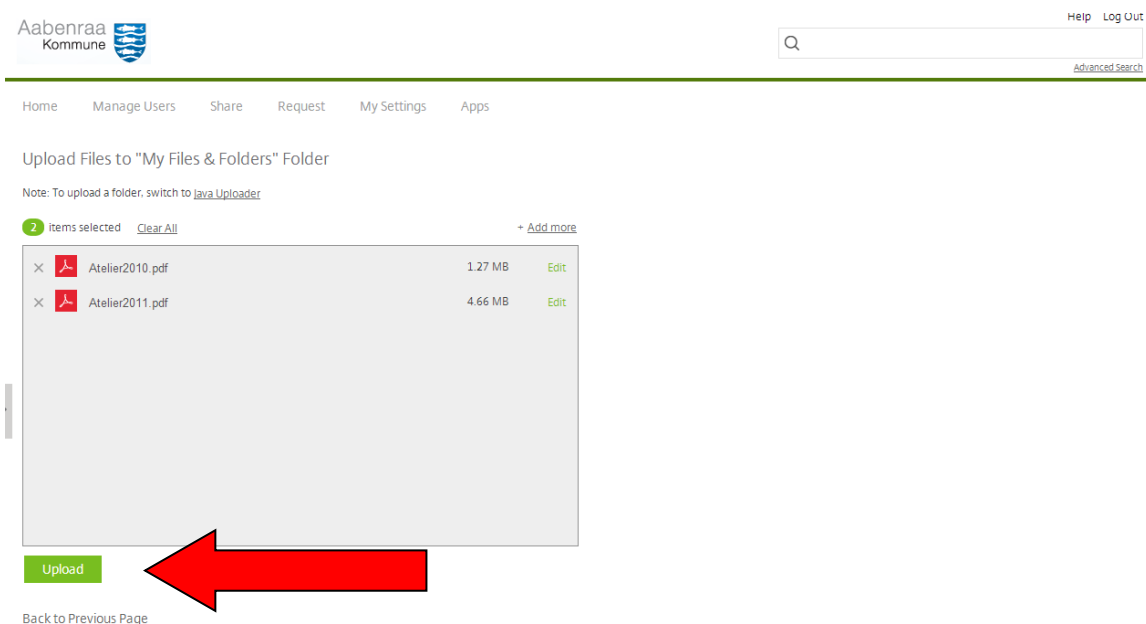 Aabenraa
Kommune
Help Log Out
Advanced Search
Home Manage Users Share Request My Settings Apps
Upload Files to "My Files & Folders" Folder
Note: To upload a folder, switch to Java Uploader
2 items selected Clear All + Add more
Atelier2010.pdf 1.27 MB Edit
Atelier2011.pdf 4.66 MB Edit
Upload
Back to Previous Page